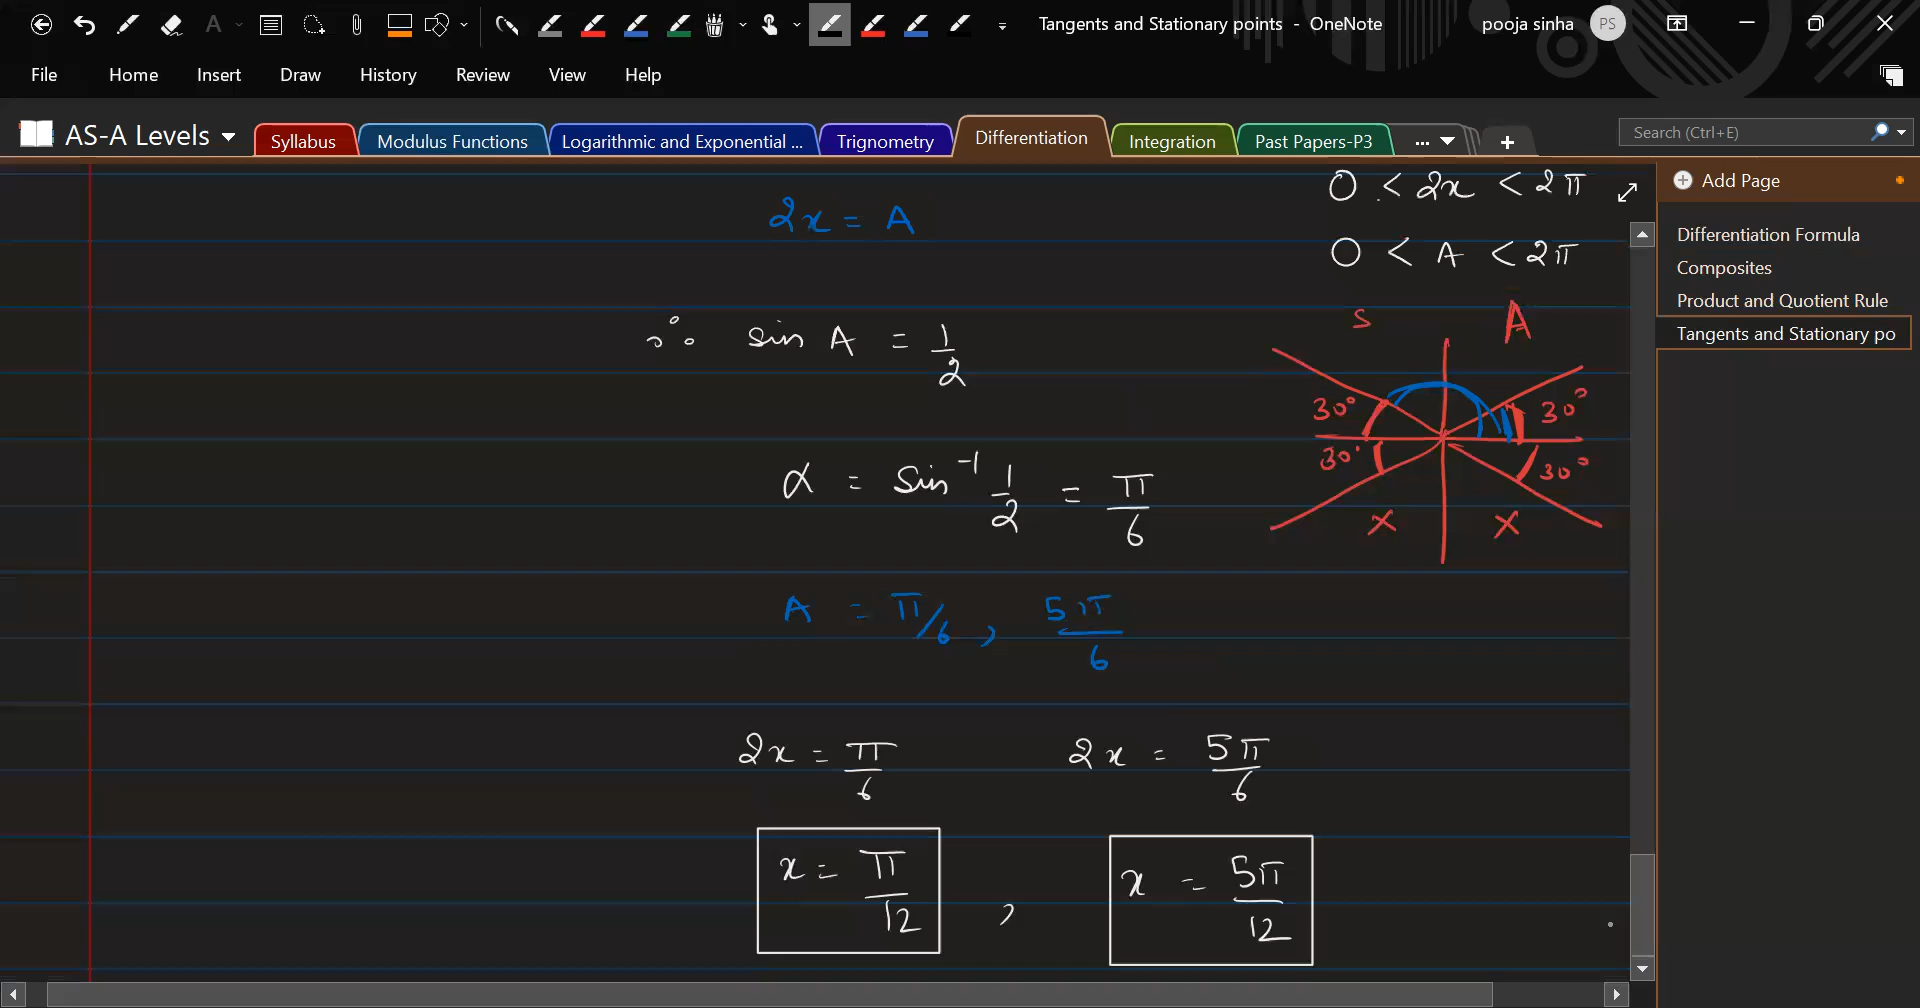 Tangents and Stationary points - OneNote
pooja sinha PS
File Home Insert Draw History Review View Help
AS-A Levels Syllabus Modulus Functions Logarithmic and Exponential ... Trignometry Differentiation Integration Past Papers-P3 ... + Search (Ctrl+E)
Add Page
Differentiation Formula
Composites
Product and Quotient Rule
Tangents and Stationary po
0 < 2x < 2π
2x = A
0 < A < 2π
S A
∴ sin A = 1/2
30° 30°
30° 30°
α = sin⁻¹ 1/2 = π/6
x x
A = π/6, 5π/6
2x = π/6 2x = 5π/6
x = π/12 , x = 5π/12